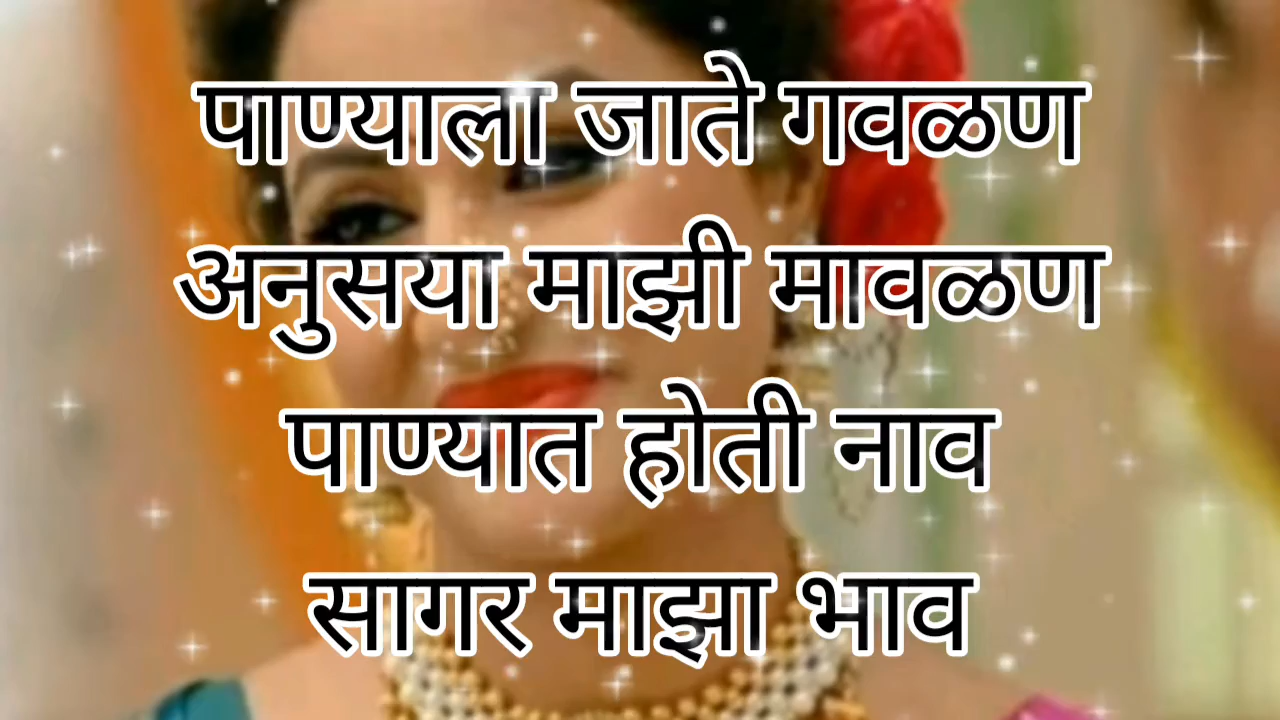 पाण्याला जाते गवळण
अनुसया माझी मावळण
पाण्यात होती नाव
सागर माझा भाव